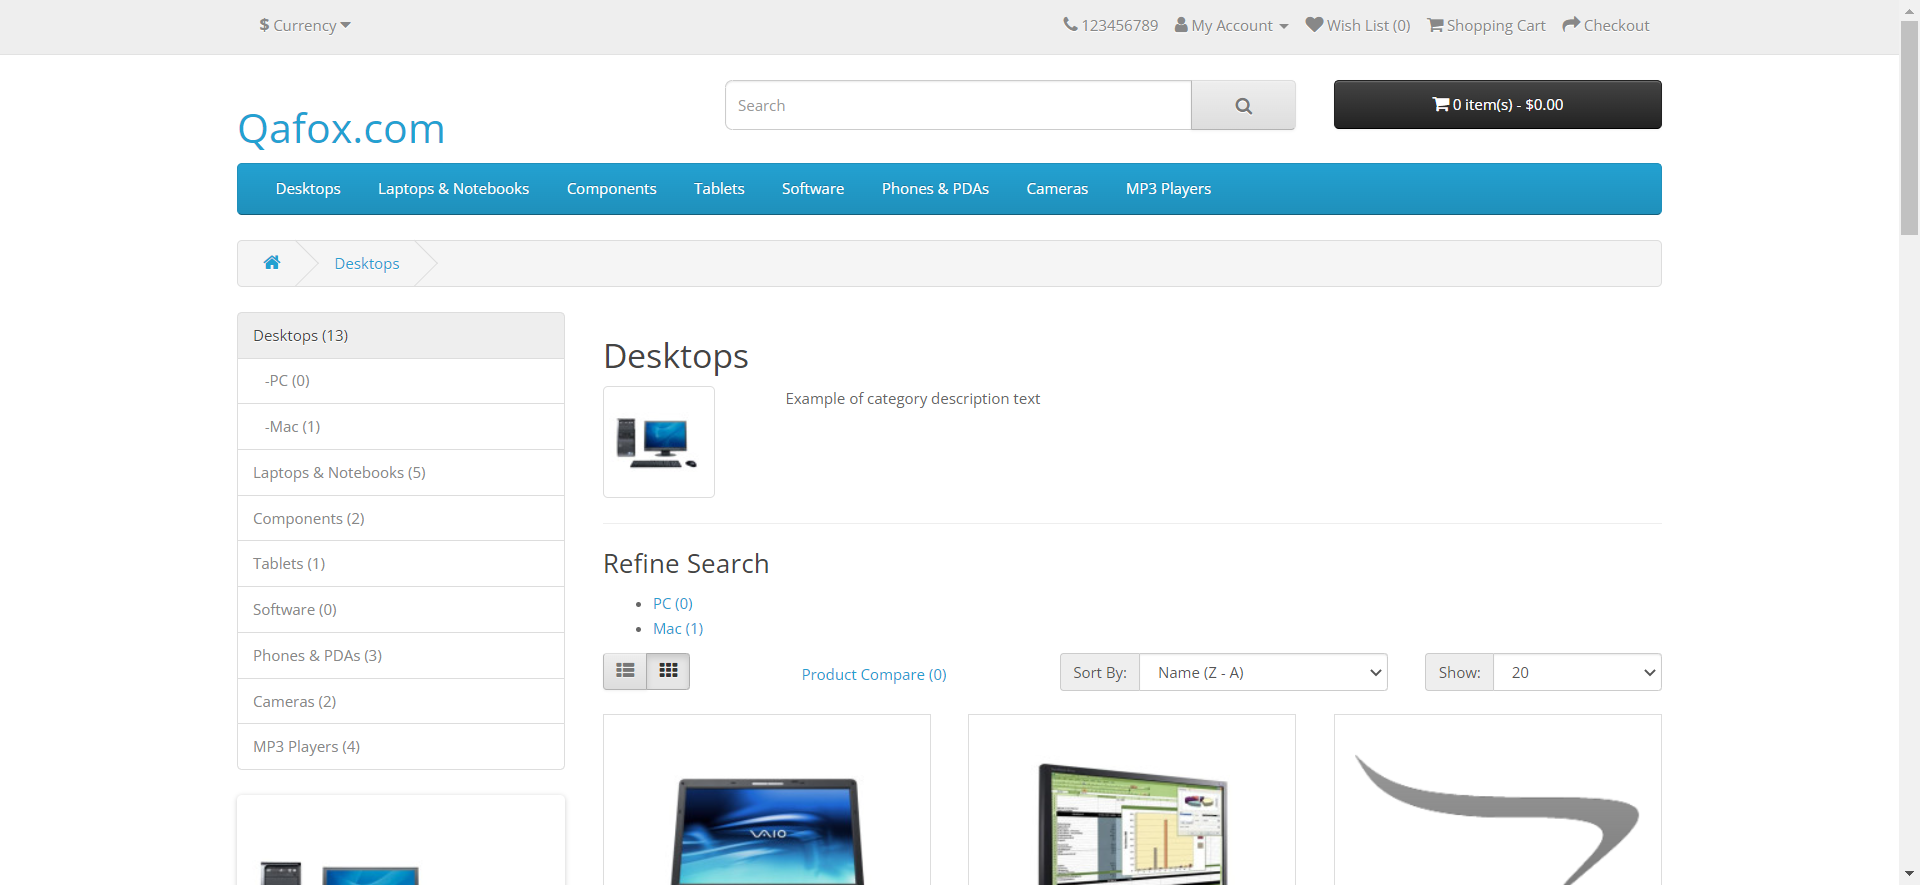 $ Currency 123456789 My Account Wish List (0) Shopping Cart Checkout
Search
0 item(s) - $0.00
Qafox.com
Desktops Laptops & Notebooks Components Tablets Software Phones & PDAs Cameras MP3 Players
Desktops
Desktops (13)
-PC (0)
-Mac (1)
Laptops & Notebooks (5)
Components (2)
Tablets (1)
Software (0)
Phones & PDAs (3)
Cameras (2)
MP3 Players (4)
Desktops
Example of category description text
Refine Search
PC (0)
Mac (1)
Product Compare (0)
Sort By: Name (Z - A)
Show: 20
VAIO